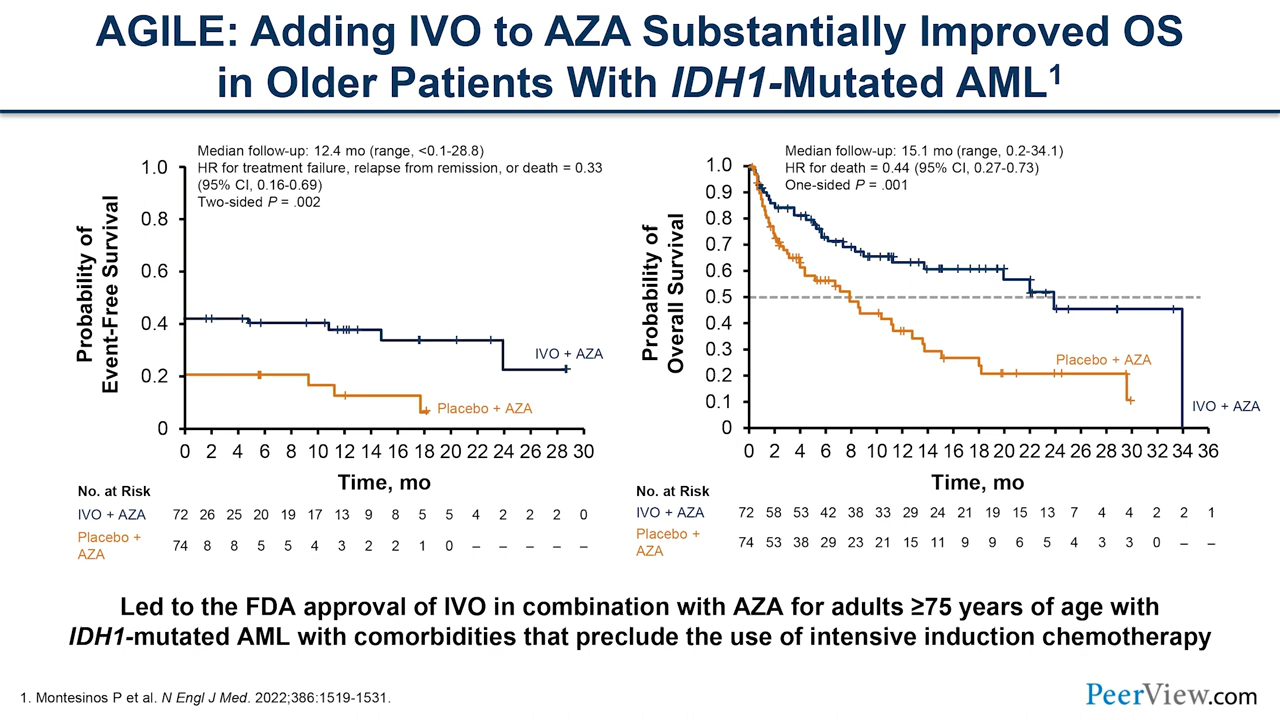 AGILE: Adding IVO to AZA Substantially Improved OS
in Older Patients With IDH1-Mutated AML1
Median follow-up: 12.4 mo (range, <0.1-28.8)
HR for treatment failure, relapse from remission, or death = 0.33
(95% CI, 0.16-0.69)
Two-sided P = .002
Probability of
Event-Free Survival
1.0
0.8
0.6
0.4
0.2
0
IVO + AZA
Placebo + AZA
0 2 4 6 8 10 12 14 16 18 20 22 24 26 28 30
Time, mo
No. at Risk
IVO + AZA 72 26 25 20 19 17 13 9 8 5 5 4 2 2 2 0
Placebo +
AZA 74 8 8 5 5 4 3 2 2 1 0 – – – – –
Median follow-up: 15.1 mo (range, 0.2-34.1)
HR for death = 0.44 (95% CI, 0.27-0.73)
One-sided P = .001
Probability of
Overall Survival
1.0
0.9
0.8
0.7
0.6
0.5
0.4
0.3
0.2
0.1
0
Placebo + AZA
IVO + AZA
0 2 4 6 8 10 12 14 16 18 20 22 24 26 28 30 32 34 36
Time, mo
No. at Risk
IVO + AZA 72 58 53 42 38 33 29 24 21 19 15 13 7 4 4 2 2 1
Placebo +
AZA 74 53 38 29 23 21 15 11 9 9 6 5 4 3 3 0 – –
Led to the FDA approval of IVO in combination with AZA for adults ≥75 years of age with
IDH1-mutated AML with comorbidities that preclude the use of intensive induction chemotherapy
1. Montesinos P et al. N Engl J Med. 2022;386:1519-1531.
PeerView.com